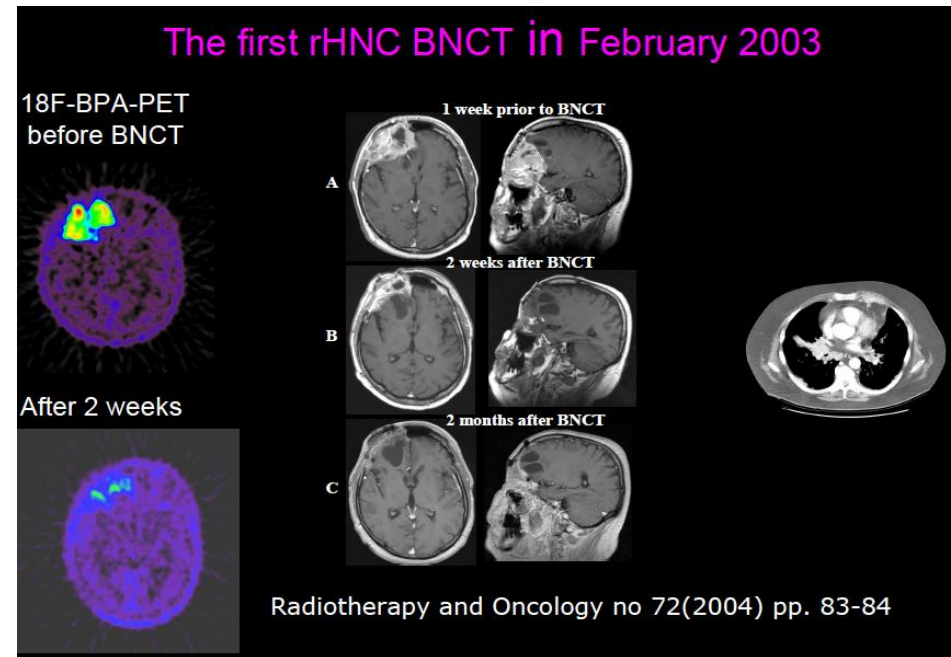 The first rHNC BNCT in February 2003
18F-BPA-PET
before BNCT
1 week prior to BNCT
A
2 weeks after BNCT
B
After 2 weeks
2 months after BNCT
C
Radiotherapy and Oncology no 72(2004) pp. 83-84